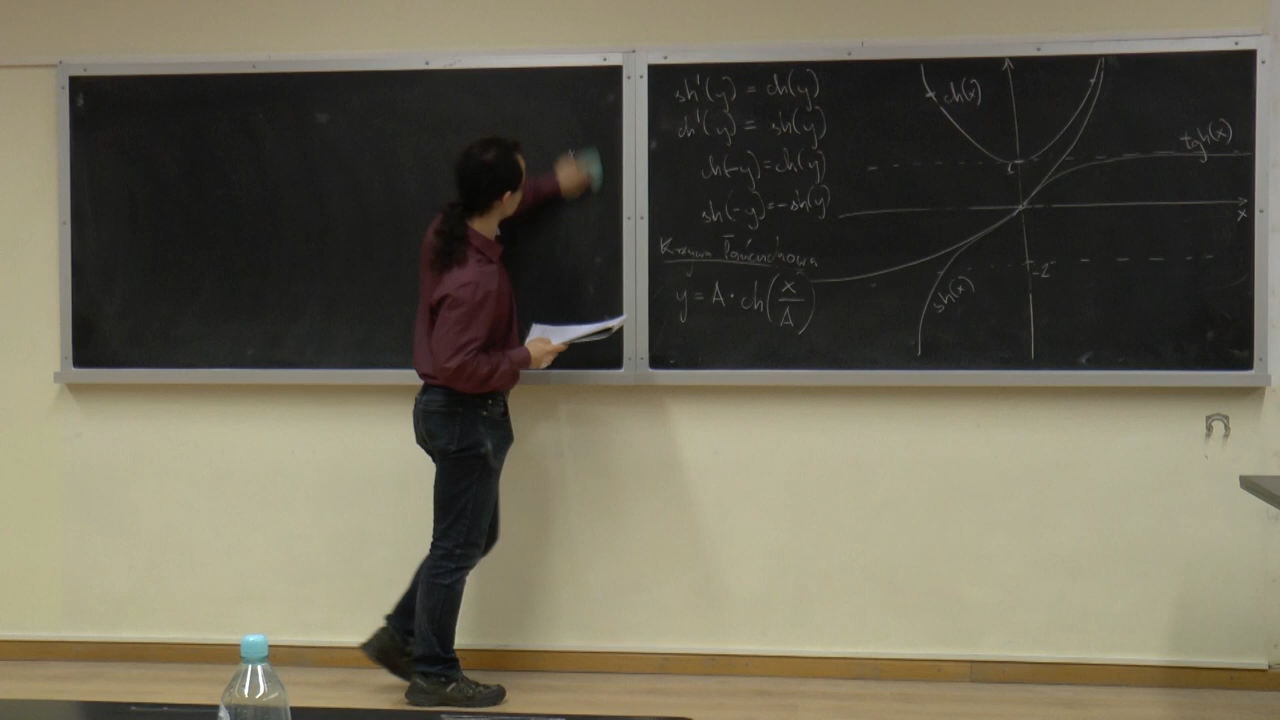 sh'(y) = ch(y)
ch'(y) = sh(y)
ch(-y)=ch(y)
sh(-y)=-sh(y)
Krzywa łańcuchowa
y = A · ch(x/A)
ch(x)
tgh(x)
1
x
-1
sh(x)